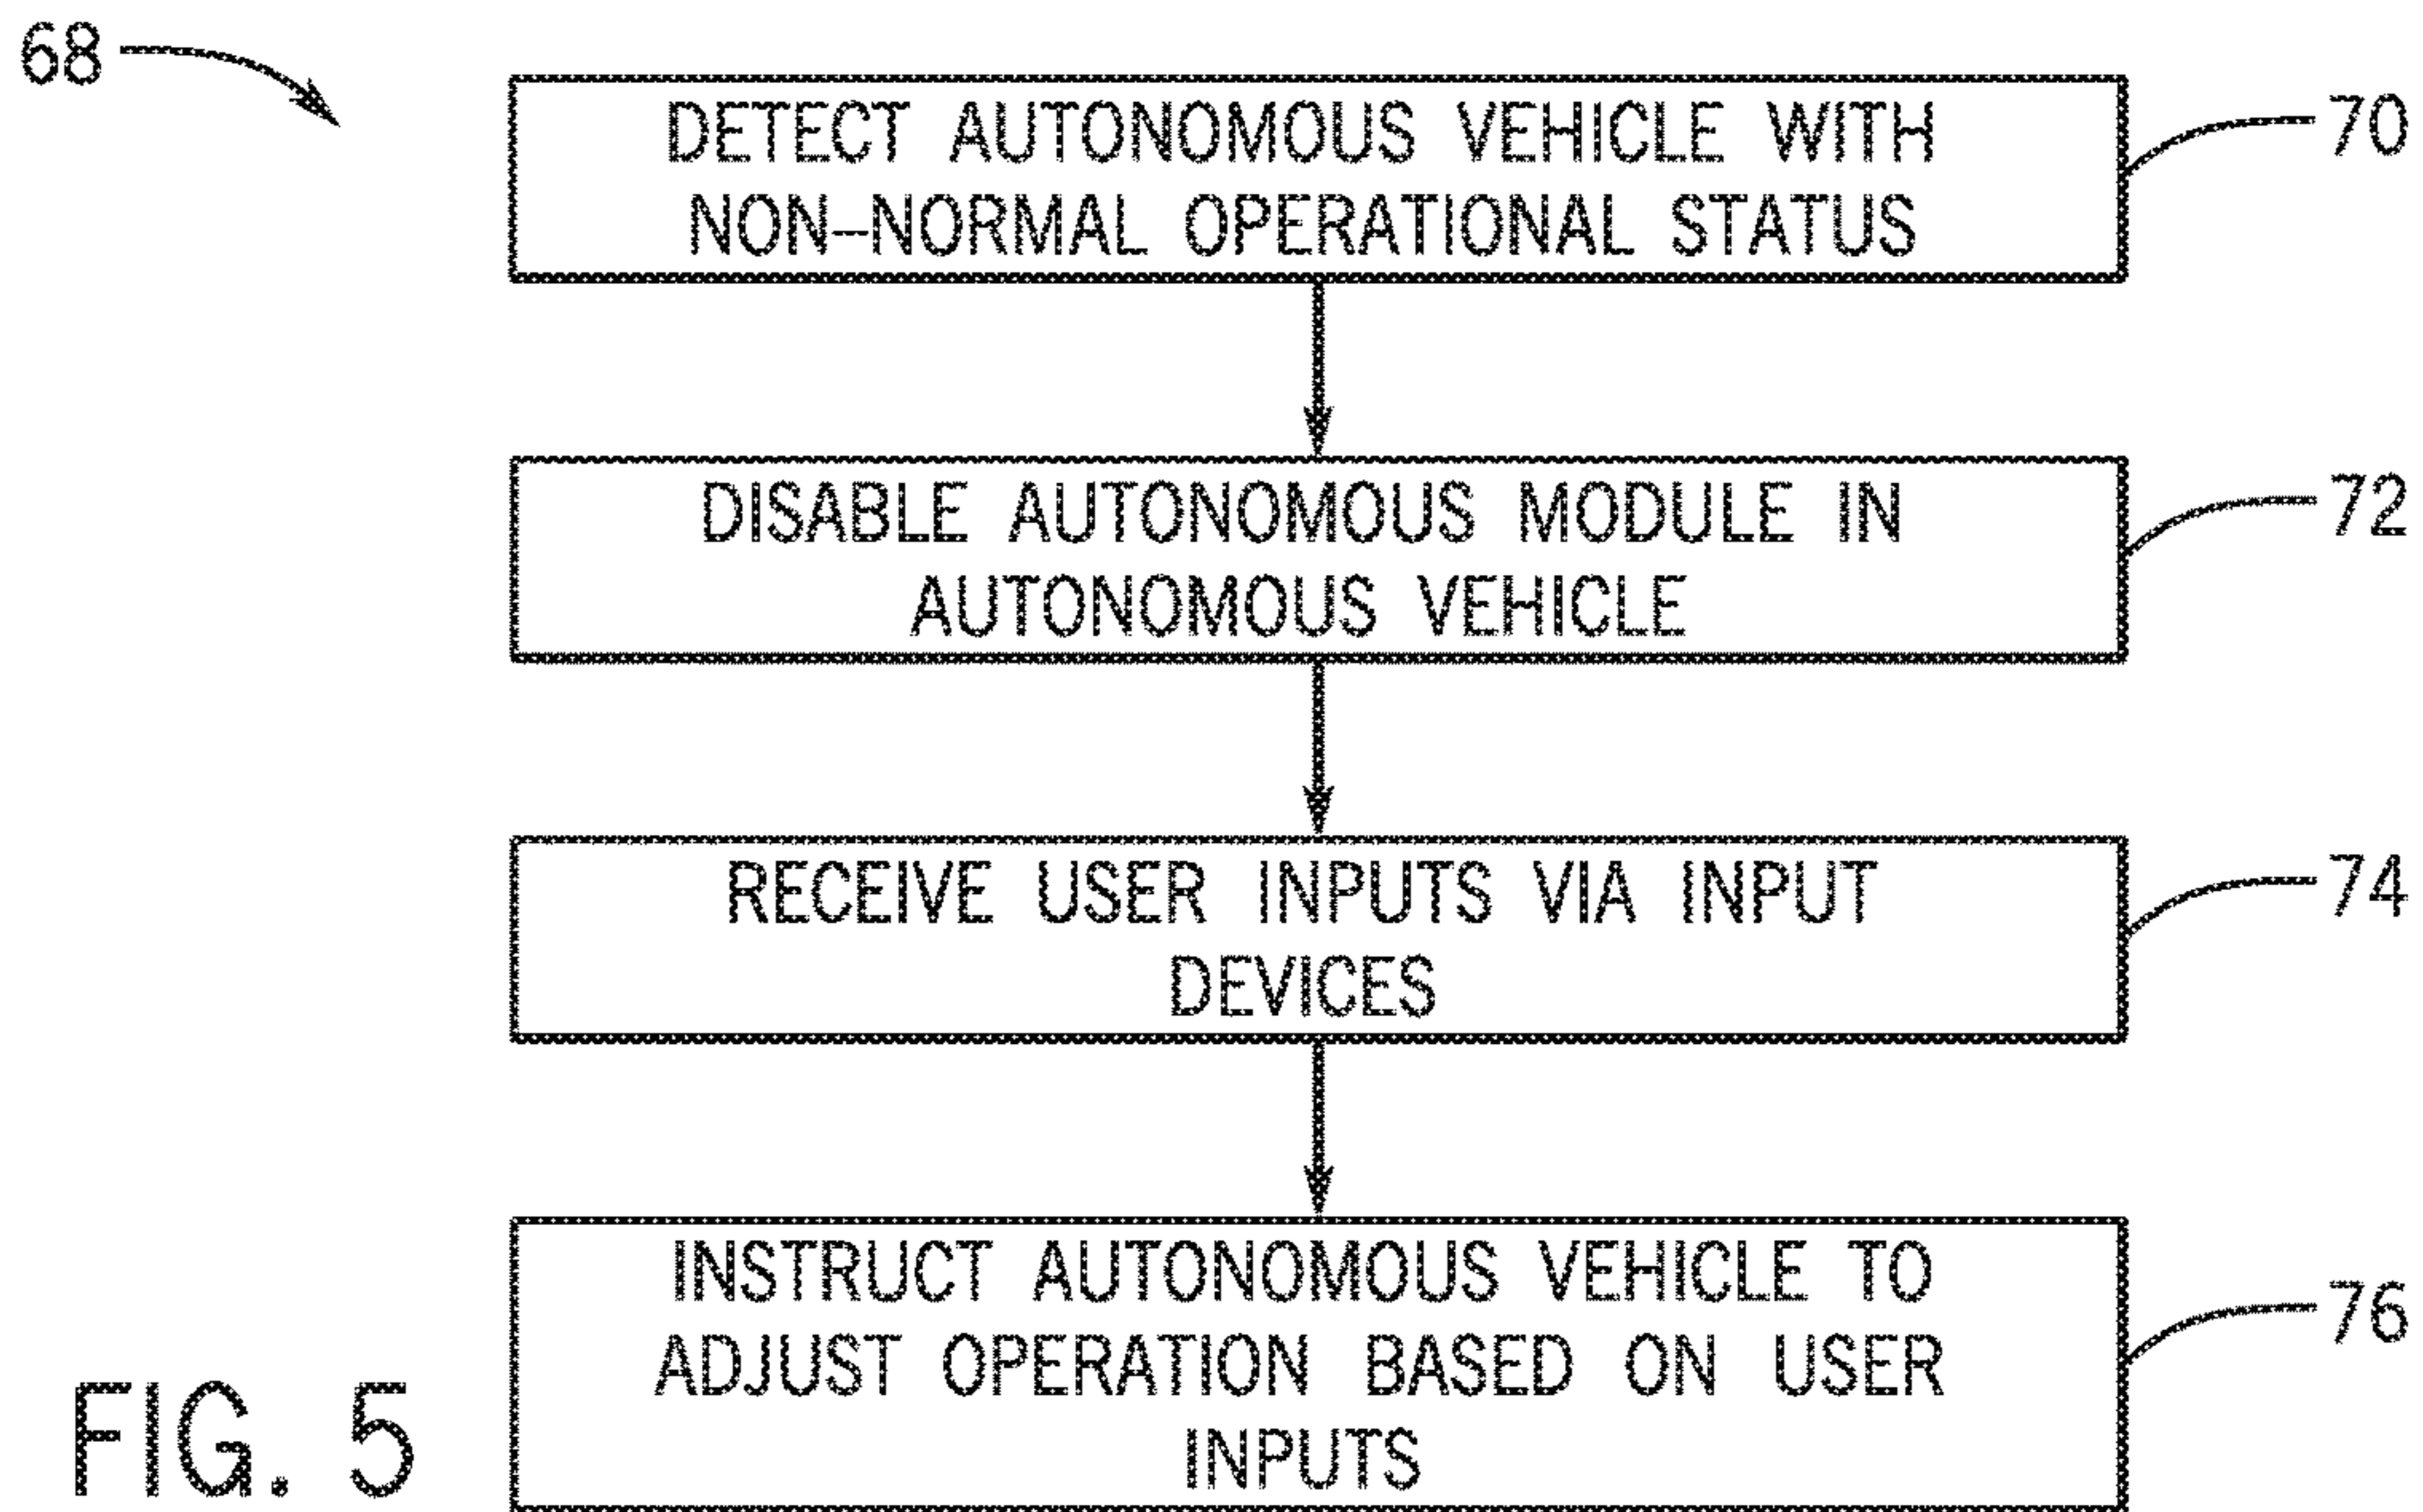 68
DETECT AUTONOMOUS VEHICLE WITH
NON-NORMAL OPERATIONAL STATUS
70
DISABLE AUTONOMOUS MODULE IN
AUTONOMOUS VEHICLE
72
RECEIVE USER INPUTS VIA INPUT
DEVICES
74
INSTRUCT AUTONOMOUS VEHICLE TO
ADJUST OPERATION BASED ON USER
INPUTS
76
FIG. 5